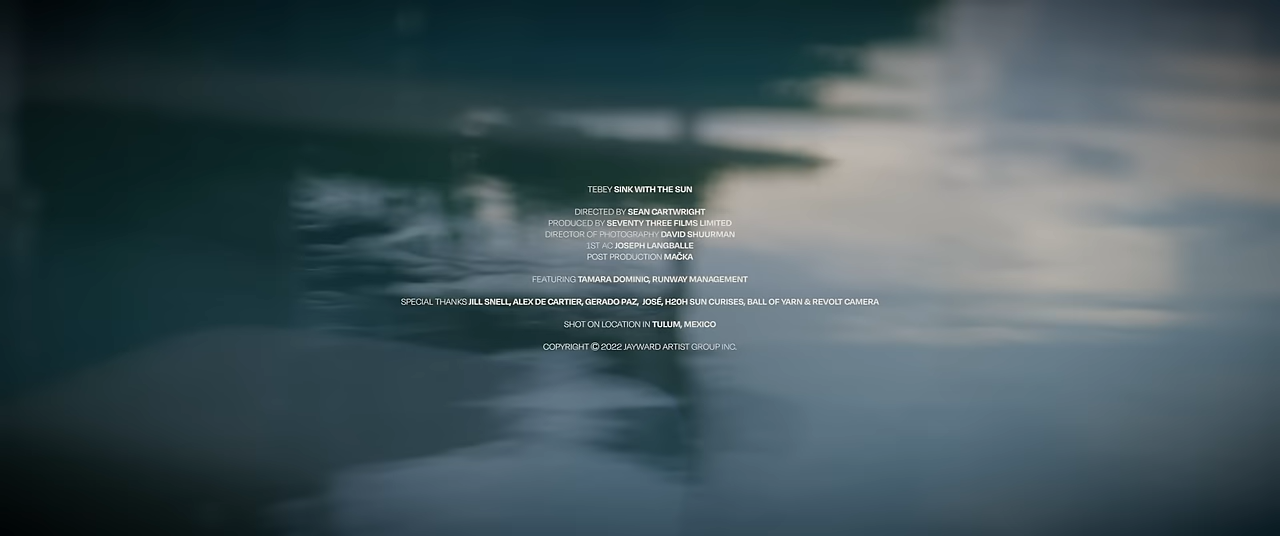 TEBEY SINK WITH THE SUN
DIRECTED BY SEAN CARTWRIGHT
PRODUCED BY SEVENTY THREE FILMS LIMITED
DIRECTOR OF PHOTOGRAPHY DAVID SHUURMAN
1ST AC JOSEPH LANGBALLE
POST PRODUCTION MAČKA
FEATURING TAMARA DOMINIC, RUNWAY MANAGEMENT
SPECIAL THANKS JILL SNELL, ALEX DE CARTIER, GERADO PAZ, JOSÉ, H20H SUN CURISES, BALL OF YARN & REVOLT CAMERA
SHOT ON LOCATION IN TULUM, MEXICO
COPYRIGHT © 2022 JAYWARD ARTIST GROUP INC.